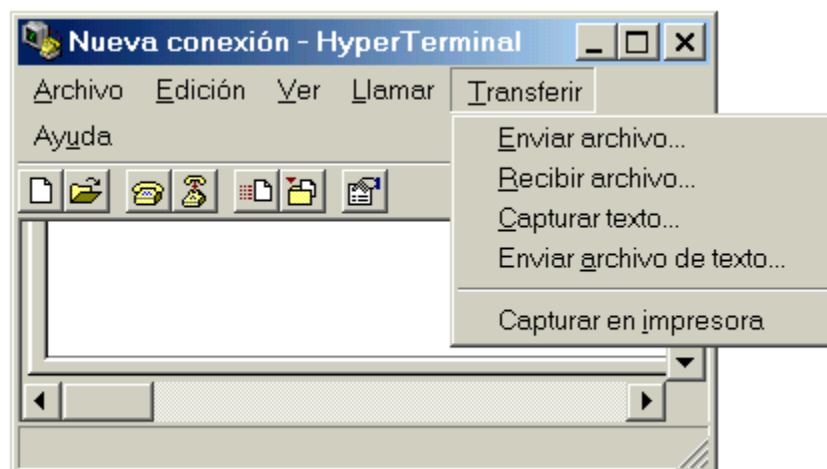 Nueva conexión - HyperTerminal
Archivo Edición Ver Llamar Transferir
Ayuda
Enviar archivo...
Recibir archivo...
Capturar texto...
Enviar archivo de texto...
Capturar en impresora